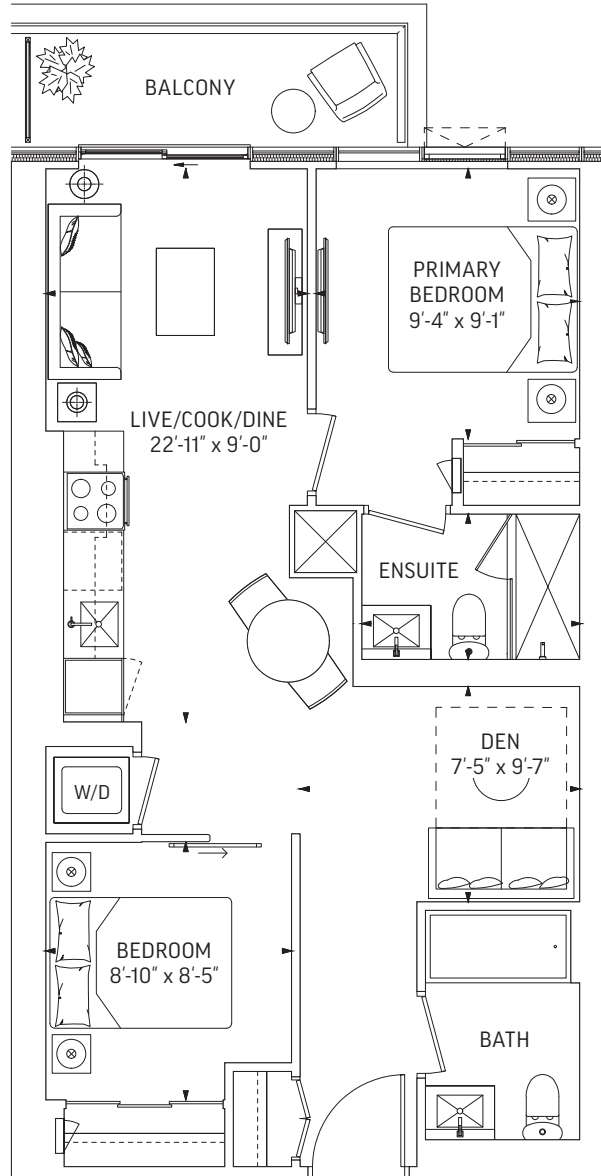 BALCONY
PRIMARY
BEDROOM
9'-4" x 9'-1"
LIVE/COOK/DINE
22'-11" x 9'-0"
ENSUITE
DEN
7'-5" x 9'-7"
W/D
BEDROOM
8'-10" x 8'-5"
BATH